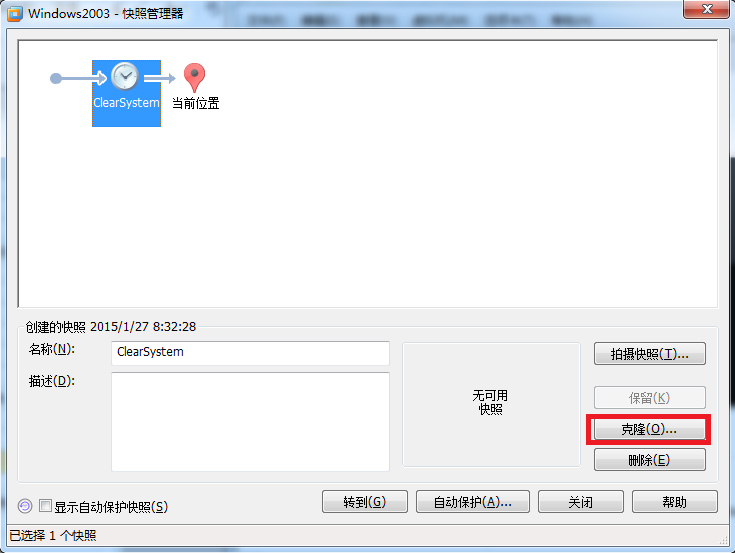 Windows2003 - 快照管理器
ClearSystem
当前位置
创建的快照 2015/1/27 8:32:28
名称(N):
ClearSystem
拍摄快照(T)...
描述(D):
无可用
快照
保留(K)
克隆(O)...
删除(E)
显示自动保护快照(S)
转到(G)
自动保护(A)...
关闭
帮助
已选择 1 个快照